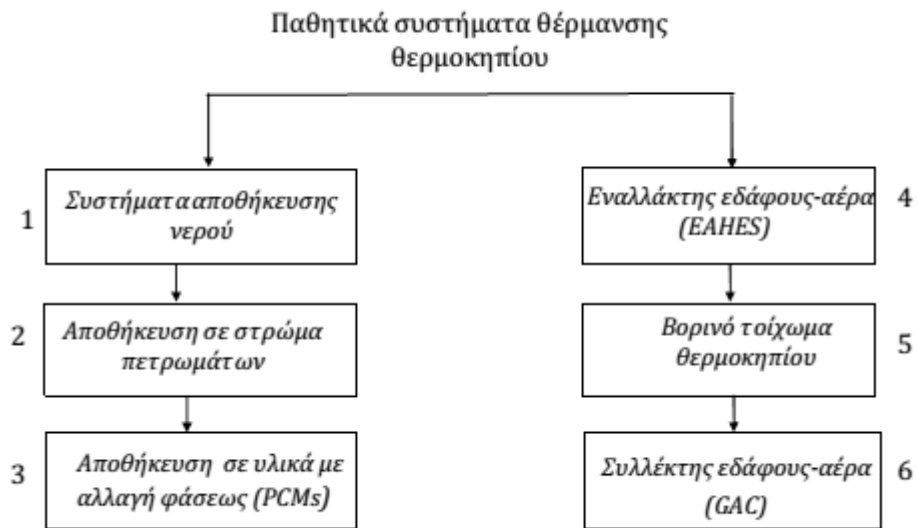 Παθητικά συστήματα θέρμανσης
θερμοκηπίου
1
Συστήματα αποθήκευσης
νερού
2
Αποθήκευση σε στρώμα
πετρωμάτων
3
Αποθήκευση σε υλικά με
αλλαγή φάσεως (PCMs)
Εναλλάκτης εδάφους-αέρα
(EAHES)
4
Βορινό τοίχωμα
θερμοκηπίου
5
Συλλέκτης εδάφους-αέρα
(GAC)
6